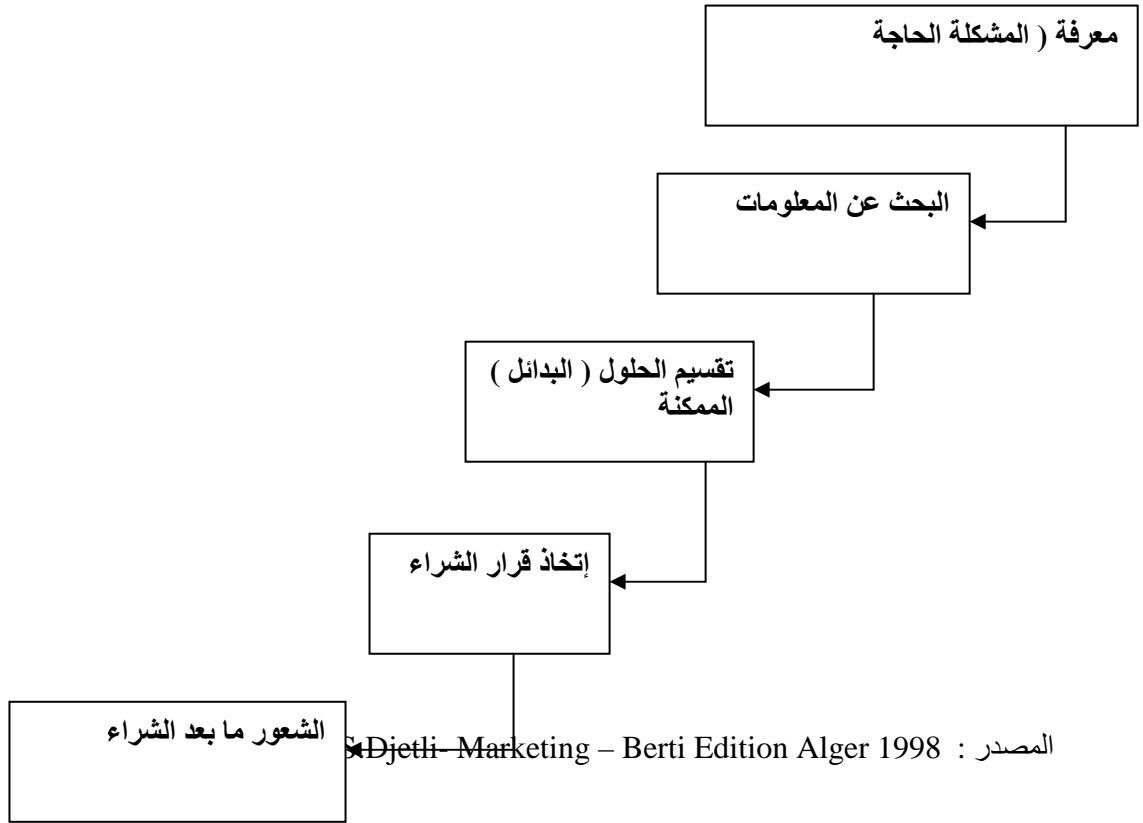 معرفة ( المشكلة الحاجة
البحث عن المعلومات
تقسيم الحلول ( البدائل )
الممكنة
إتخاذ قرار الشراء
الشعور ما بعد الشراء
المصدر : S.Djetli- Marketing – Berti Edition Alger 1998